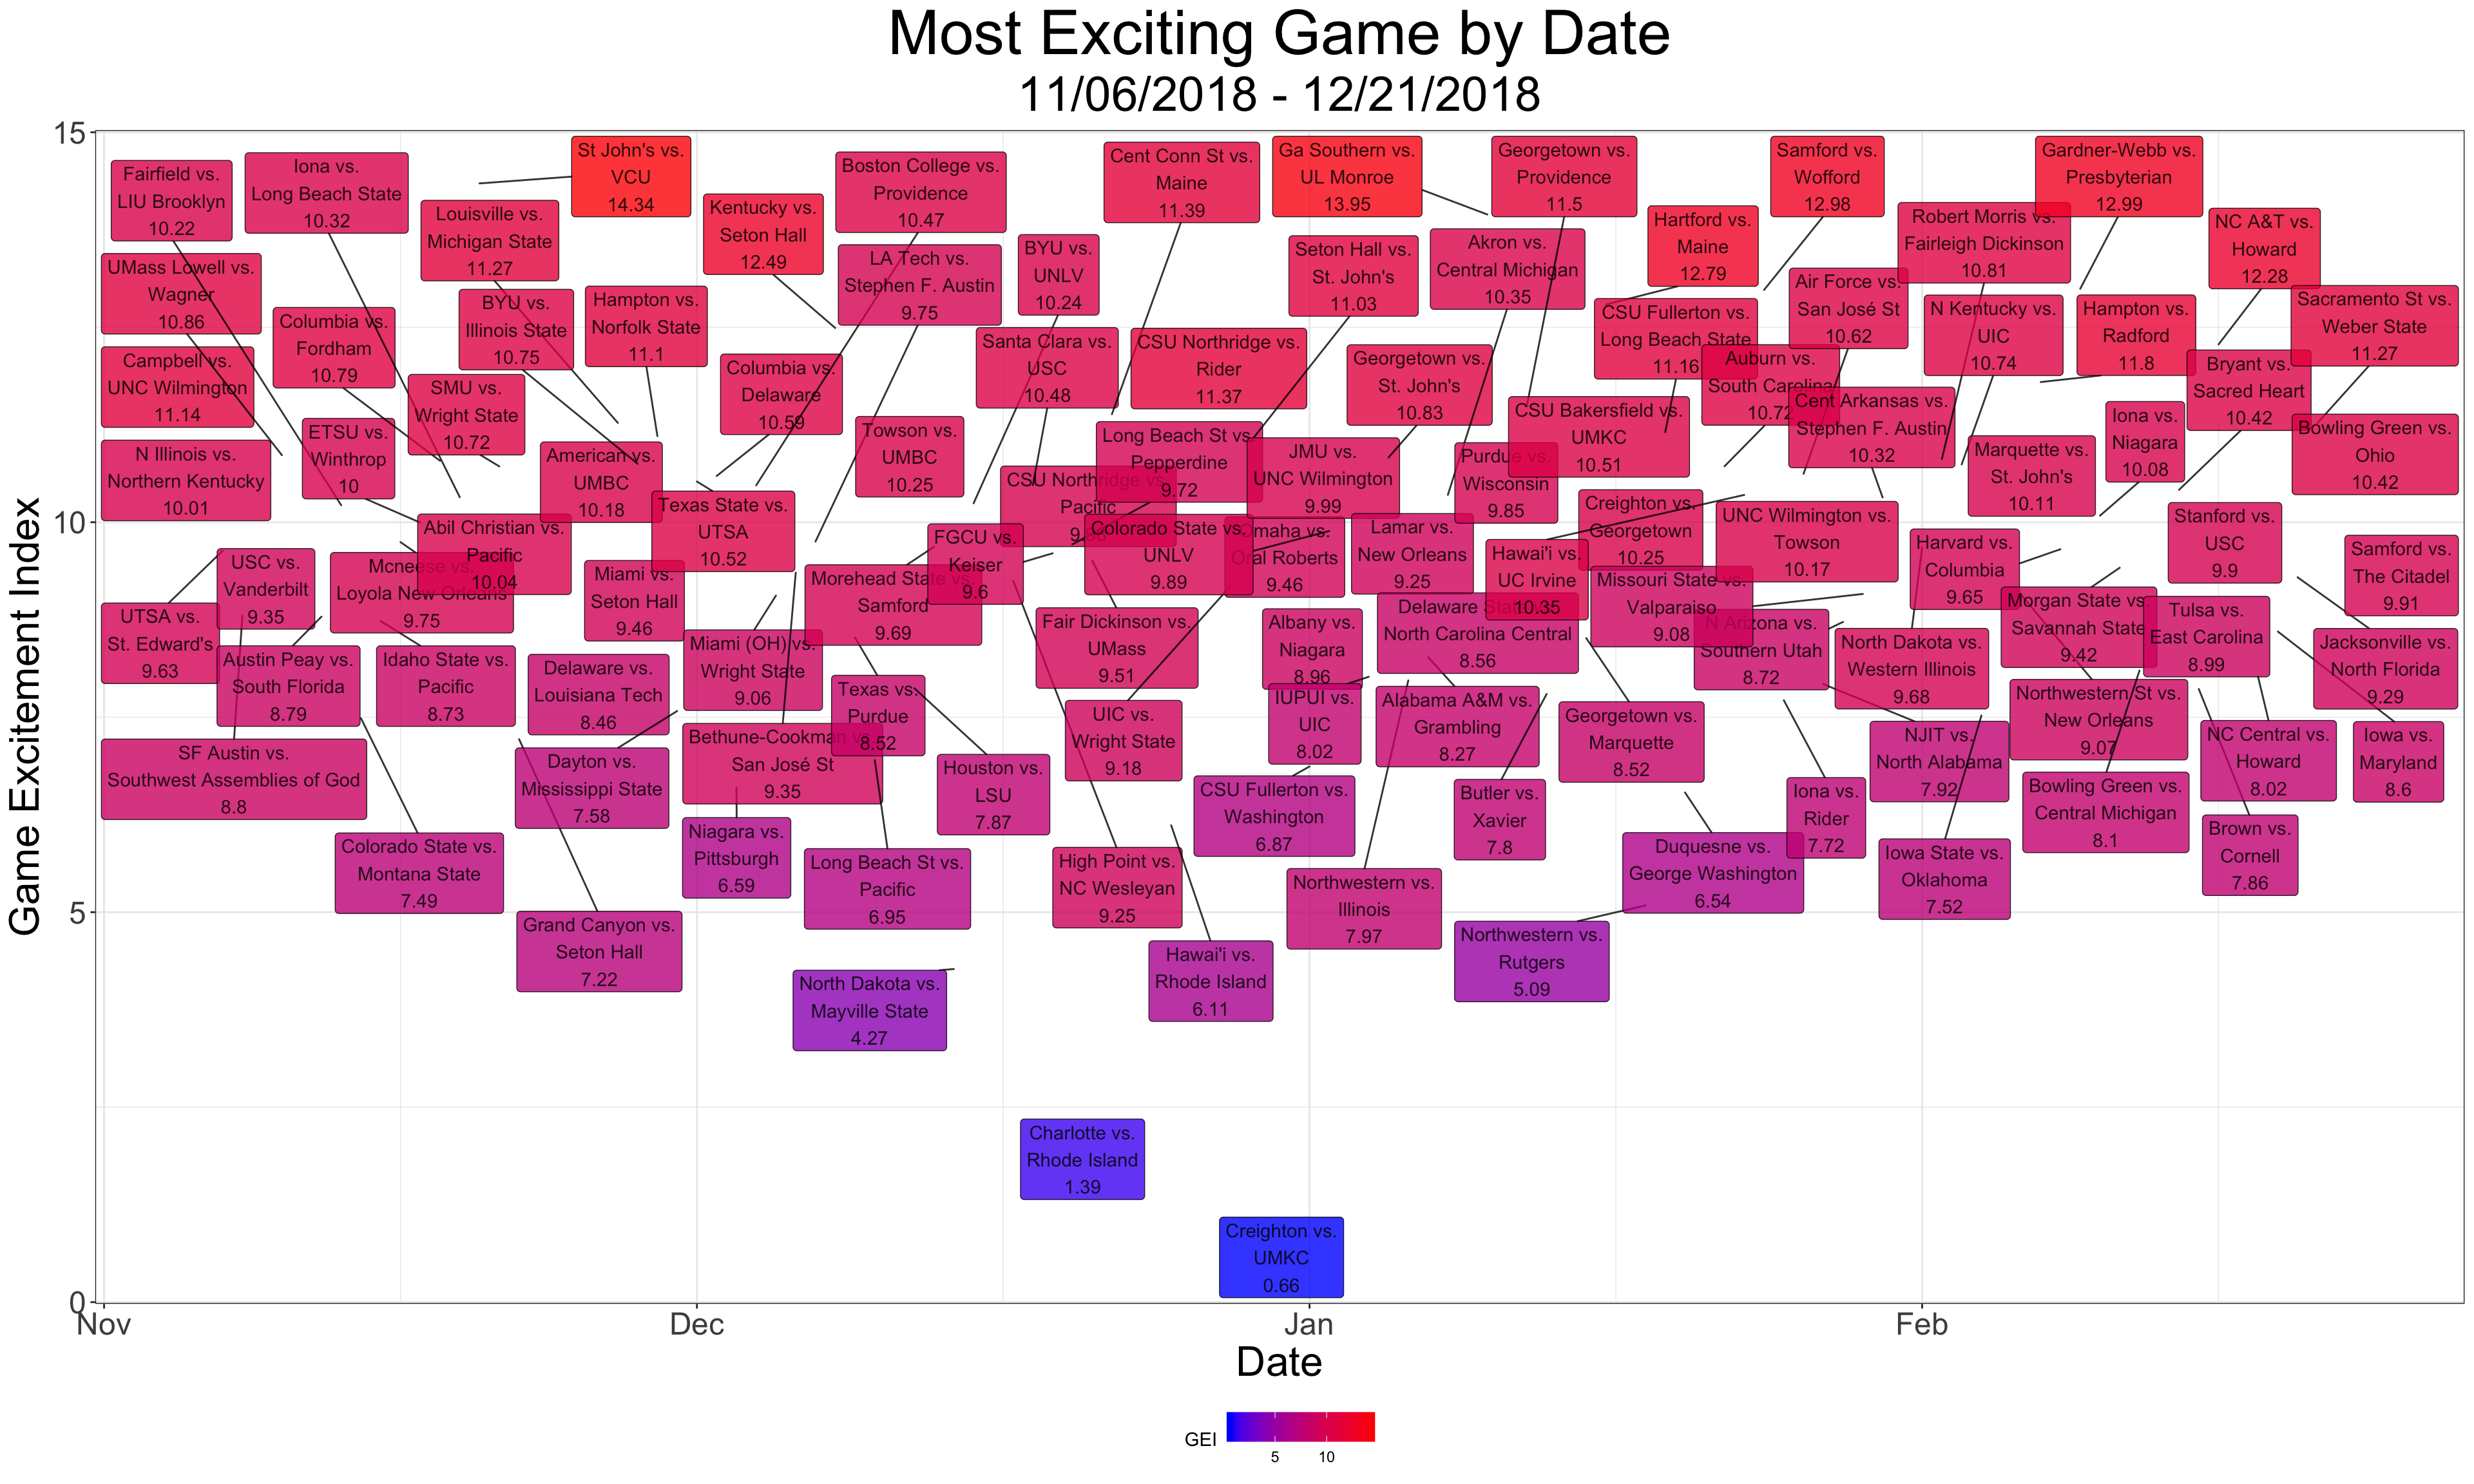 Most Exciting Game by Date
11/06/2018 - 12/21/2018
Game Excitement Index
15
10
5
0
Fairfield vs.
LIU Brooklyn
10.22
Iona vs.
Long Beach State
10.32
St John's vs.
VCU
14.34
Louisville vs.
Michigan State
11.27
Kentucky vs.
Seton Hall
12.49
Boston College vs.
Providence
10.47
Cent Conn St vs.
Maine
11.39
Ga Southern vs.
UL Monroe
13.95
Georgetown vs.
Providence
11.5
Samford vs.
Wofford
12.98
Gardner-Webb vs.
Presbyterian
12.99
Hartford vs.
Maine
12.79
Robert Morris vs.
Fairleigh Dickinson
10.81
NC A&T vs.
Howard
12.28
UMass Lowell vs.
Wagner
10.86
Columbia vs.
Fordham
10.79
BYU vs.
Illinois State
10.75
Hampton vs.
Norfolk State
11.1
LA Tech vs.
Stephen F. Austin
9.75
BYU vs.
UNLV
10.24
Seton Hall vs.
St. John's
11.03
Akron vs.
Central Michigan
10.35
CSU Fullerton vs.
Long Beach State
11.16
Air Force vs.
San José St
10.62
N Kentucky vs.
UIC
10.74
Hampton vs.
Radford
11.8
Sacramento St vs.
Weber State
11.27
Campbell vs.
UNC Wilmington
11.14
SMU vs.
Wright State
10.72
Columbia vs.
Delaware
10.59
Santa Clara vs.
USC
10.48
CSU Northridge vs.
Rider
11.37
Georgetown vs.
St. John's
10.83
Auburn vs.
South Carolina
10.72
Bryant vs.
Sacred Heart
10.42
N Illinois vs.
Northern Kentucky
10.01
ETSU vs.
Winthrop
10
American vs.
UMBC
10.18
Towson vs.
UMBC
10.25
Long Beach St vs.
Pepperdine
9.72
JMU vs.
UNC Wilmington
9.99
Purdue vs.
Wisconsin
9.85
CSU Bakersfield vs.
UMKC
10.51
Cent Arkansas vs.
Stephen F. Austin
10.32
Marquette vs.
St. John's
10.11
Iona vs.
Niagara
10.08
Bowling Green vs.
Ohio
10.42
Abil Christian vs.
Pacific
10.04
Texas State vs.
UTSA
10.52
CSU Northridge vs.
Pacific
Colorado State vs.
UNLV
9.89
Omaha vs.
Oral Roberts
9.46
Lamar vs.
New Orleans
9.25
Hawai'i vs.
UC Irvine
10.35
Creighton vs.
Georgetown
10.25
UNC Wilmington vs.
Towson
10.17
Harvard vs.
Columbia
9.65
Stanford vs.
USC
9.9
Samford vs.
The Citadel
9.91
UTSA vs.
St. Edward's
9.63
USC vs.
Vanderbilt
9.35
Mcneese vs.
Loyola New Orleans
9.75
Miami vs.
Seton Hall
9.46
Morehead State vs.
Samford
9.69
FGCU vs.
Keiser
9.6
Fair Dickinson vs.
UMass
9.51
Albany vs.
Niagara
8.96
Delaware State vs.
North Carolina Central
8.56
Missouri State vs.
Valparaiso
9.08
N Arizona vs.
Southern Utah
8.72
North Dakota vs.
Western Illinois
9.68
Morgan State vs.
Savannah State
9.42
Tulsa vs.
East Carolina
8.99
Jacksonville vs.
North Florida
9.29
Austin Peay vs.
South Florida
8.79
Idaho State vs.
Pacific
8.73
Delaware vs.
Louisiana Tech
8.46
Miami (OH) vs.
Wright State
9.06
Texas vs.
Purdue
8.52
UIC vs.
Wright State
9.18
IUPUI vs.
UIC
8.02
Alabama A&M vs.
Grambling
8.27
Georgetown vs.
Marquette
8.52
NJIT vs.
North Alabama
7.92
Northwestern St vs.
New Orleans
9.07
NC Central vs.
Howard
8.02
Iowa vs.
Maryland
8.6
SF Austin vs.
Southwest Assemblies of God
8.8
Dayton vs.
Mississippi State
7.58
Bethune-Cookman vs.
San José St
9.35
Houston vs.
LSU
7.87
CSU Fullerton vs.
Washington
6.87
Butler vs.
Xavier
7.8
Iona vs.
Rider
7.72
Bowling Green vs.
Central Michigan
8.1
Brown vs.
Cornell
7.86
Colorado State vs.
Montana State
7.49
Niagara vs.
Pittsburgh
6.59
Long Beach St vs.
Pacific
6.95
High Point vs.
NC Wesleyan
9.25
Northwestern vs.
Illinois
7.97
Duquesne vs.
George Washington
6.54
Iowa State vs.
Oklahoma
7.52
Grand Canyon vs.
Seton Hall
7.22
North Dakota vs.
Mayville State
4.27
Hawai'i vs.
Rhode Island
6.11
Northwestern vs.
Rutgers
5.09
Charlotte vs.
Rhode Island
1.39
Creighton vs.
UMKC
0.66
Nov
Dec
Jan
Feb
Date
GEI
5
10